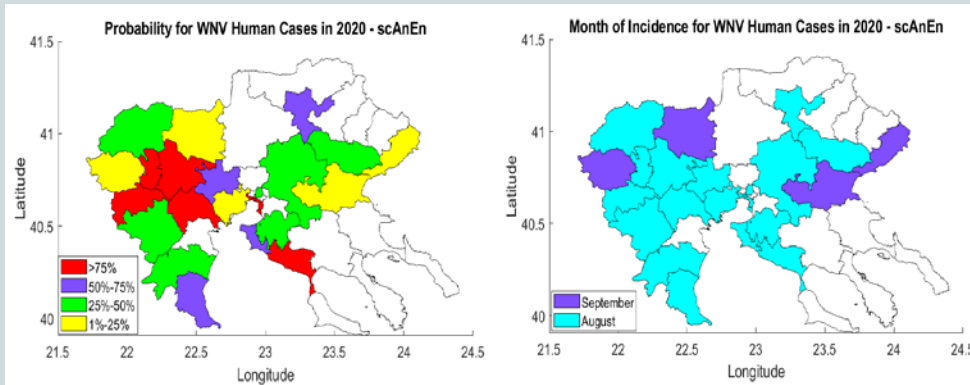 Probability for WNV Human Cases in 2020 - scAnEn
41.5
41
40.5
40
Latitude
>75%
50%-75%
25%-50%
1%-25%
21.5 22 22.5 23 23.5 24 24.5
Longitude
Month of Incidence for WNV Human Cases in 2020 - scAnEn
41.5
41
40.5
40
Latitude
September
August
21.5 22 22.5 23 23.5 24 24.5
Longitude